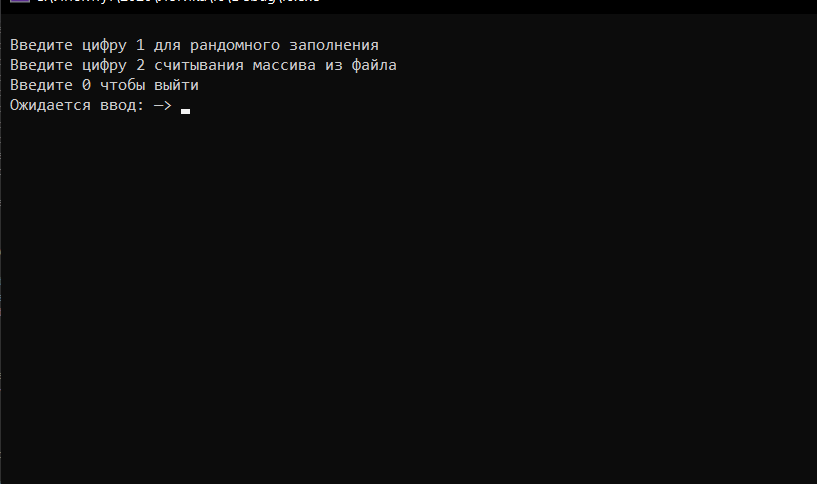 Введите цифру 1 для рандомного заполнения
Введите цифру 2 считывания массива из файла
Введите 0 чтобы выйти
Ожидается ввод: —>